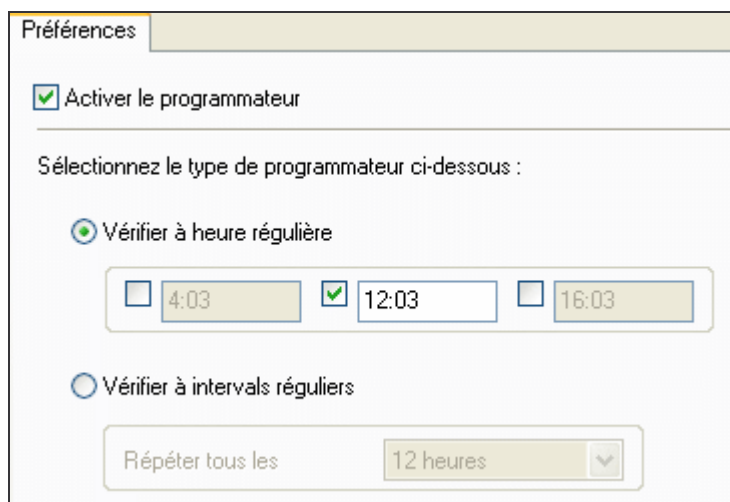 Préférences
Activer le programmateur
Sélectionnez le type de programmateur ci-dessous :
Vérifier à heure régulière
4:03 12:03 16:03
Vérifier à intervals réguliers
Répéter tous les 12 heures